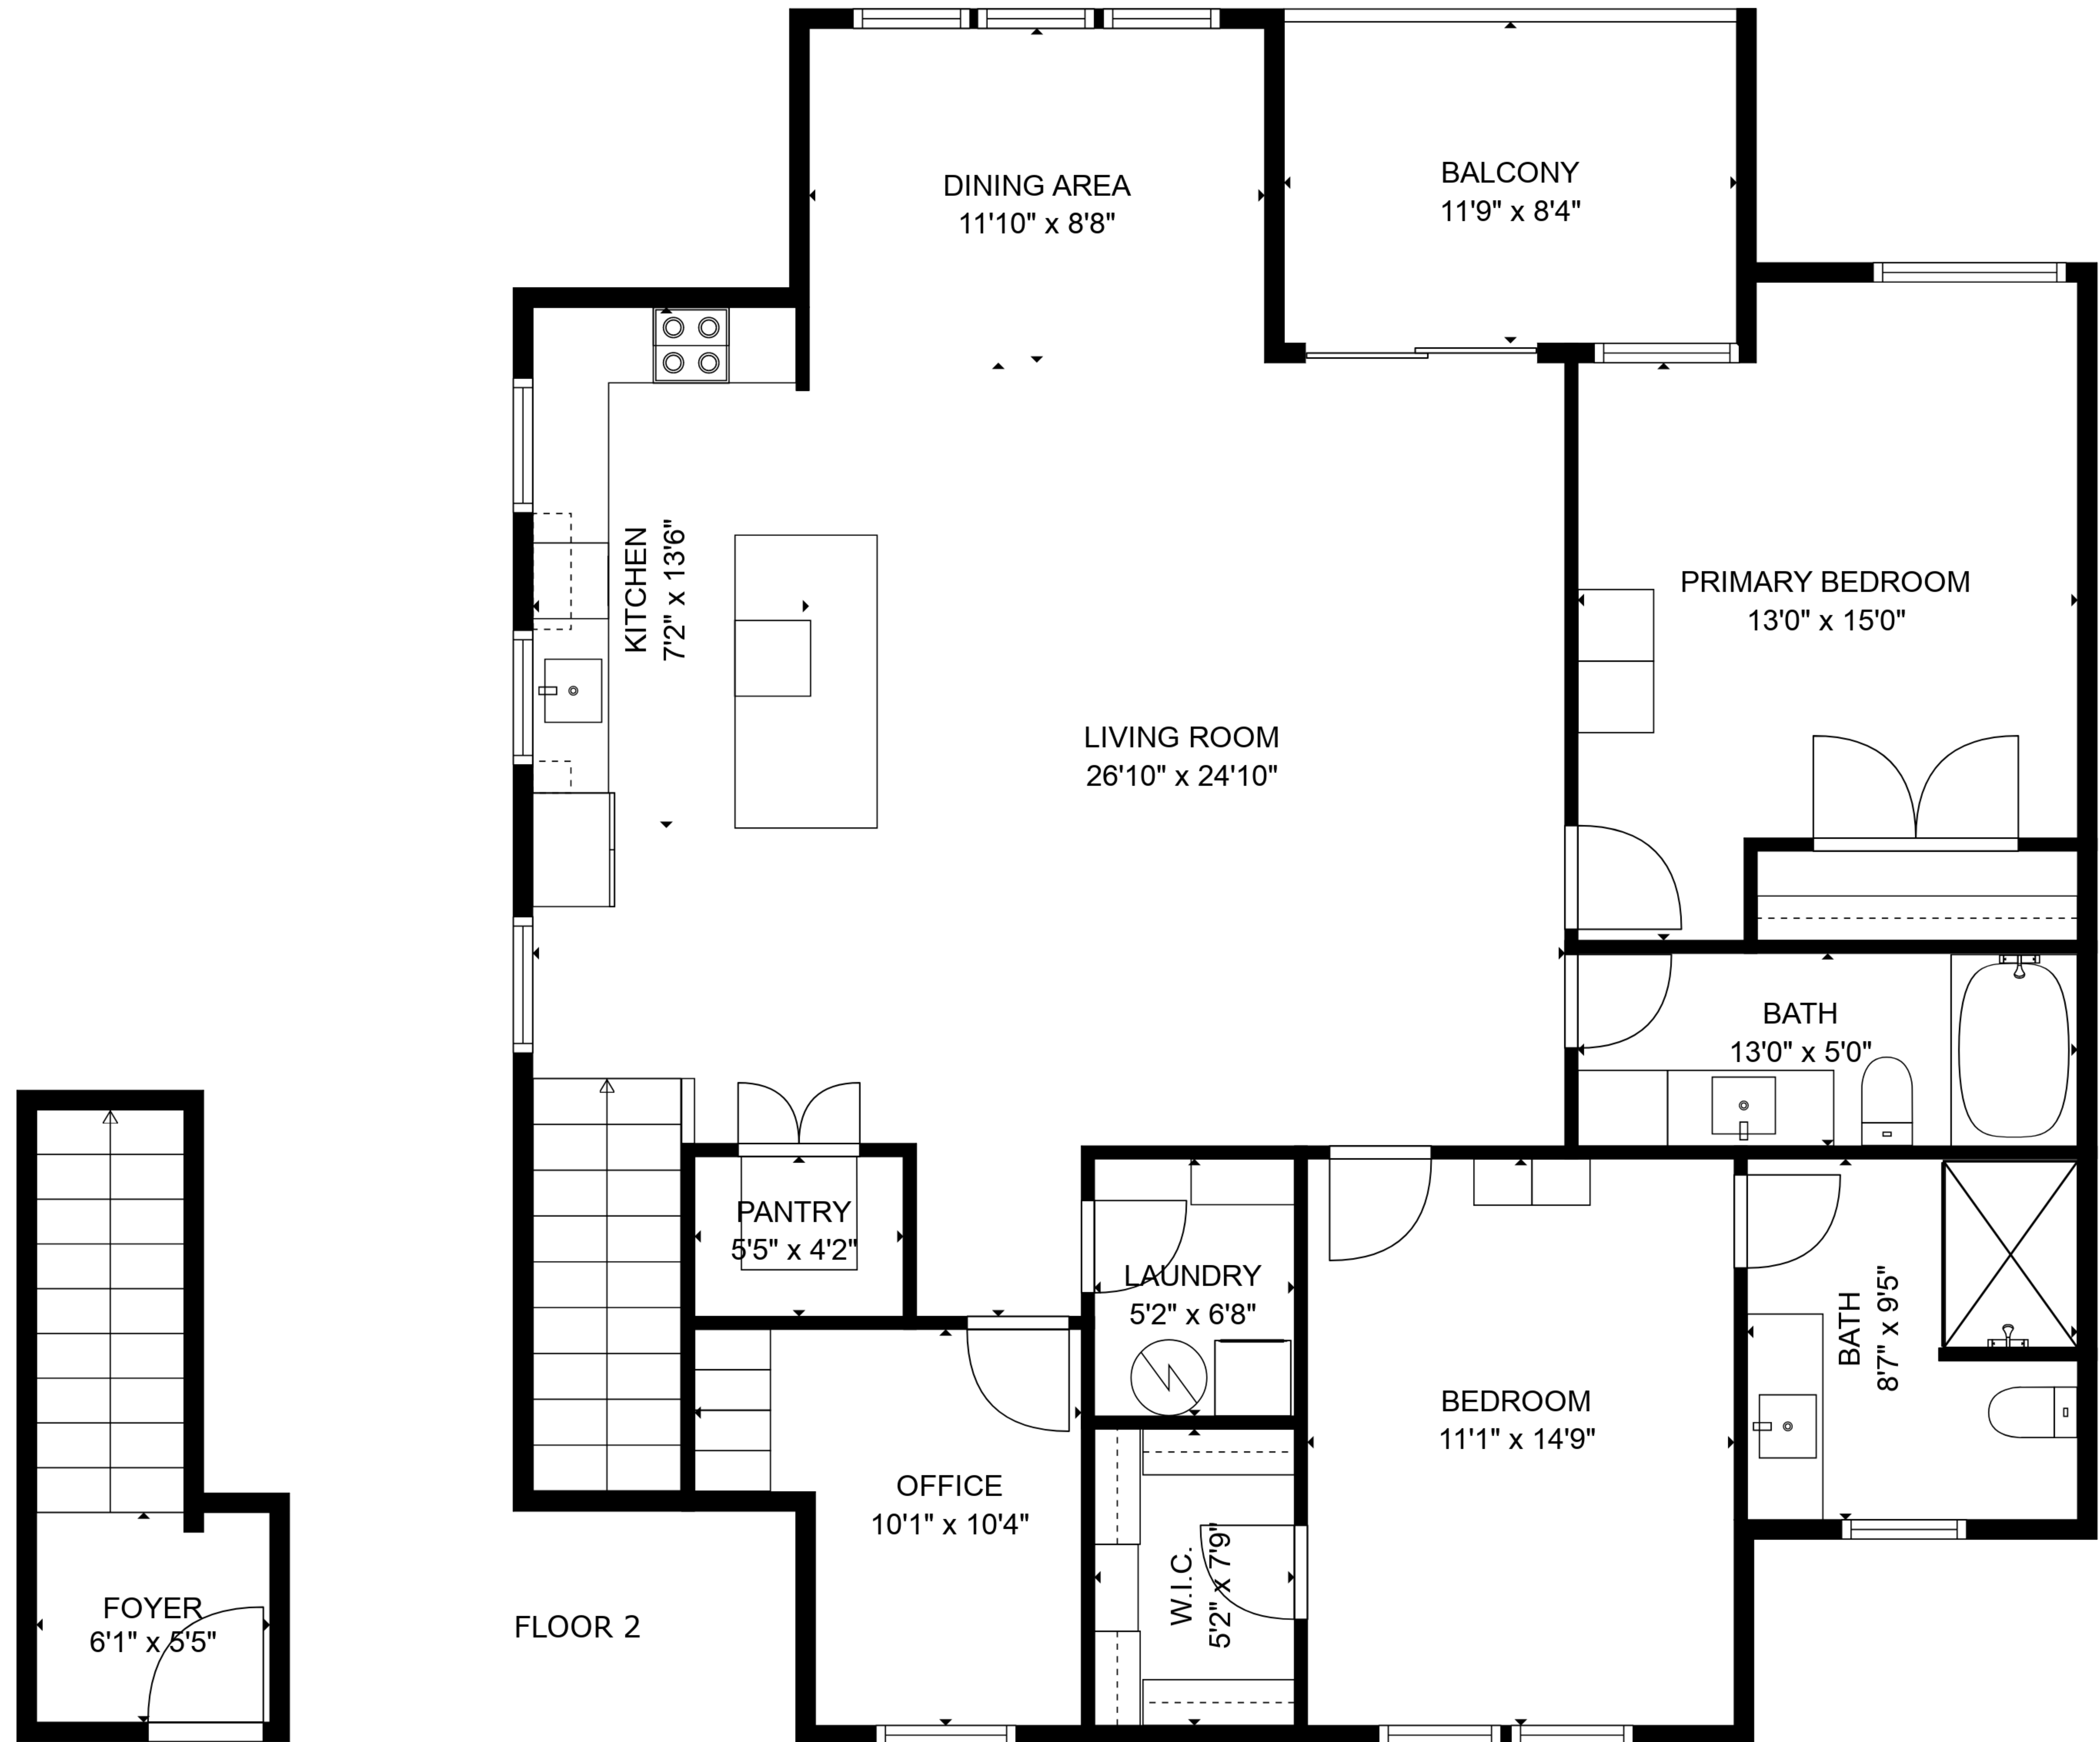 DINING AREA
11'10" x 8'8"
BALCONY
11'9" x 8'4"
KITCHEN
7'2" x 13'6"
PRIMARY BEDROOM
13'0" x 15'0"
LIVING ROOM
26'10" x 24'10"
BATH
13'0" x 5'0"
PANTRY
5'5" x 4'2"
LAUNDRY
5'2" x 6'8"
BATH
8'7" x 9'5"
BEDROOM
11'1" x 14'9"
OFFICE
10'1" x 10'4"
W.I.C.
5'2" x 7'9"
FOYER
6'1" x 5'5"
FLOOR 2